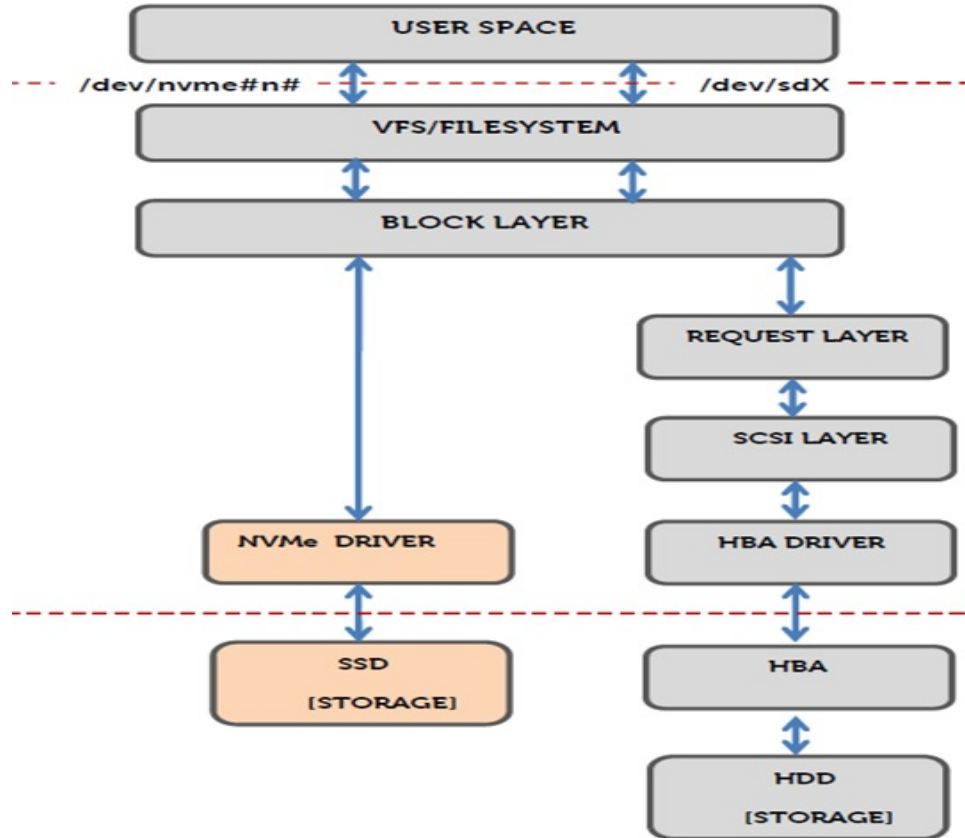 USER SPACE
/dev/nvme#n#
/dev/sdX
VFS/FILESYSTEM
BLOCK LAYER
REQUEST LAYER
SCSI LAYER
NVMe DRIVER
HBA DRIVER
SSD
[STORAGE]
HBA
HDD
[STORAGE]